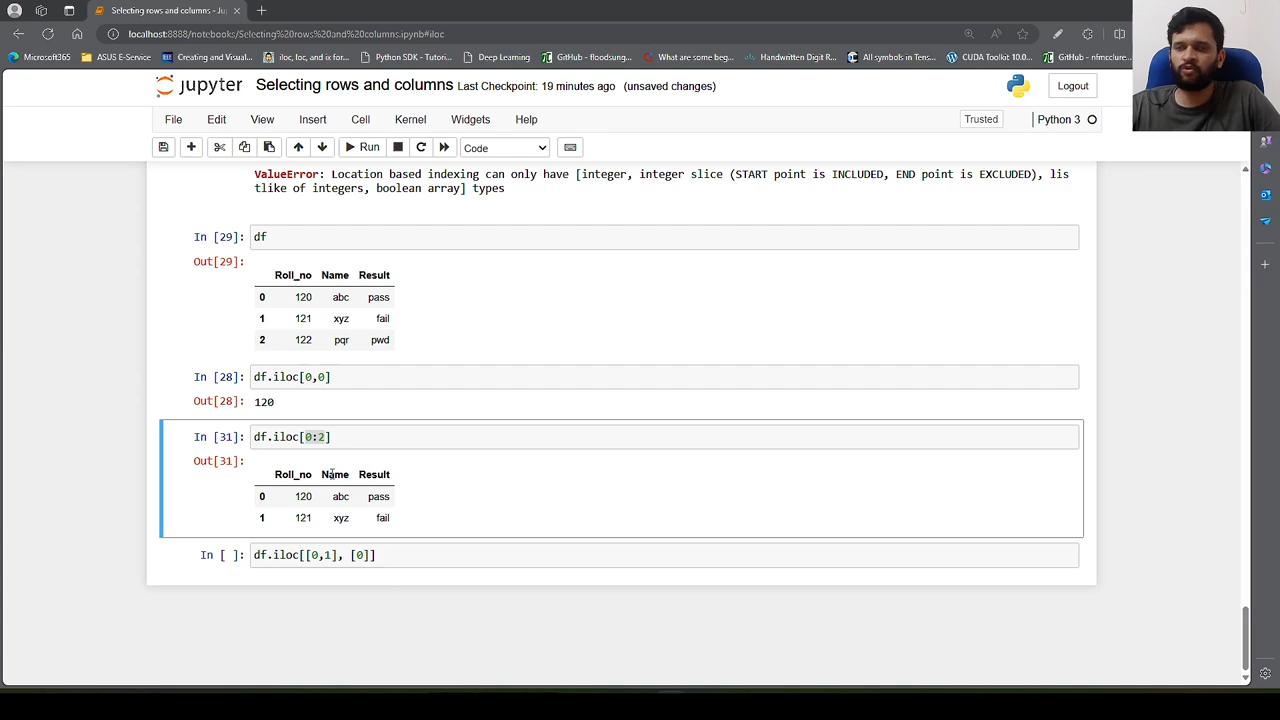 Selecting rows and columns - Ju
localhost:8888/notebooks/Selecting%20rows%20and%20columns.ipynb#iloc
Microsoft365
ASUS E-Service
Creating and Visual...
iloc, loc, and ix for...
Python SDK - Tutori...
Deep Learning
GitHub - floodsung...
What are some beg...
Handwritten Digit R...
All symbols in Tens...
CUDA Toolkit 10.0...
GitHub - nfmcclure...
jupyter Selecting rows and columns Last Checkpoint: 19 minutes ago (unsaved changes)
Logout
File Edit View Insert Cell Kernel Widgets Help
Trusted
Python 3
Run
Code
ValueError: Location based indexing can only have [integer, integer slice (START point is INCLUDED, END point is EXCLUDED), lis
tlike of integers, boolean array] types
In [29]: df
Out[29]:
Roll_no Name Result
0 120 abc pass
1 121 xyz fail
2 122 pqr pwd
In [28]: df.iloc[0,0]
Out[28]: 120
In [31]: df.iloc[0:2]
Out[31]:
Roll_no Name Result
0 120 abc pass
1 121 xyz fail
In [ ]: df.iloc[[0,1], [0]]